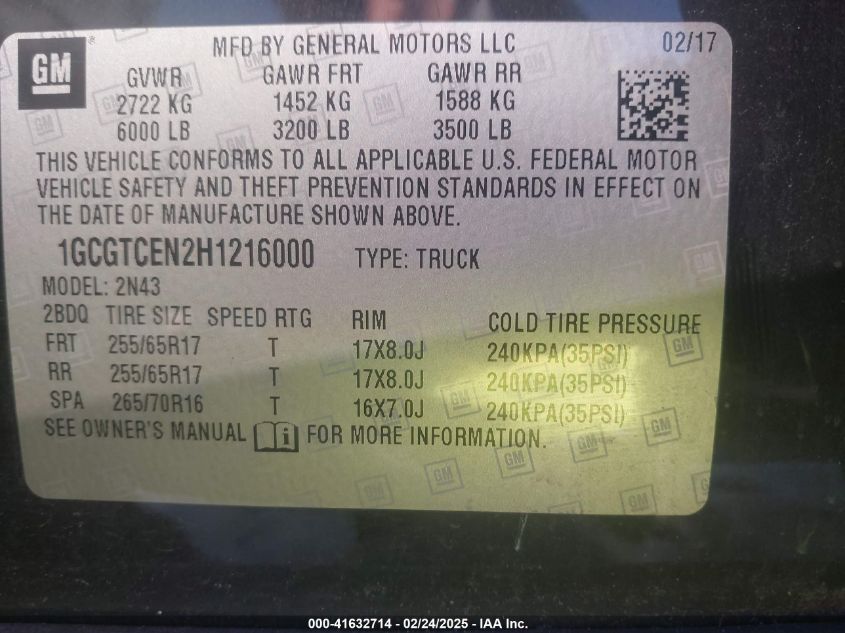 GM
MFD BY GENERAL MOTORS LLC 02/17
GVWR GAWR FRT GAWR RR
2722 KG 1452 KG 1588 KG
6000 LB 3200 LB 3500 LB
THIS VEHICLE CONFORMS TO ALL APPLICABLE U.S. FEDERAL MOTOR
VEHICLE SAFETY AND THEFT PREVENTION STANDARDS IN EFFECT ON
THE DATE OF MANUFACTURE SHOWN ABOVE.
1GCGTCEN2H1216000 TYPE: TRUCK
MODEL: 2N43
2BDQ TIRE SIZE SPEED RTG RIM COLD TIRE PRESSURE
FRT 255/65R17 T 17X8.0J 240KPA(35PSI)
RR 255/65R17 T 17X8.0J 240KPA(35PSI)
SPA 265/70R16 T 16X7.0J 240KPA(35PSI)
SEE OWNER'S MANUAL i FOR MORE INFORMATION.
000-41632714 - 02/24/2025 - IAA Inc.